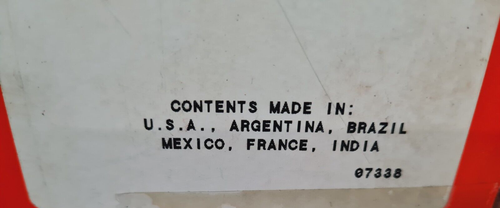 CONTENTS MADE IN:
U.S.A., ARGENTINA, BRAZIL
MEXICO, FRANCE, INDIA
07338